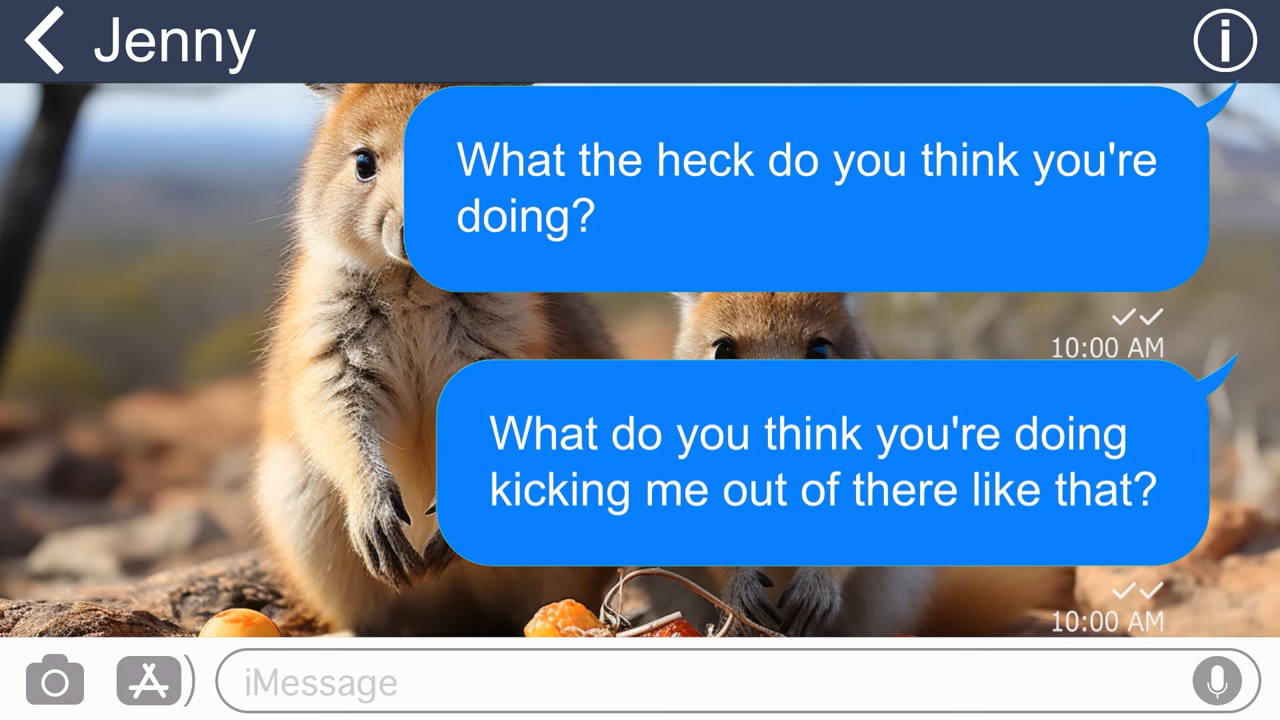 Jenny
What the heck do you think you're
doing?
10:00 AM
What do you think you're doing
kicking me out of there like that?
10:00 AM
iMessage